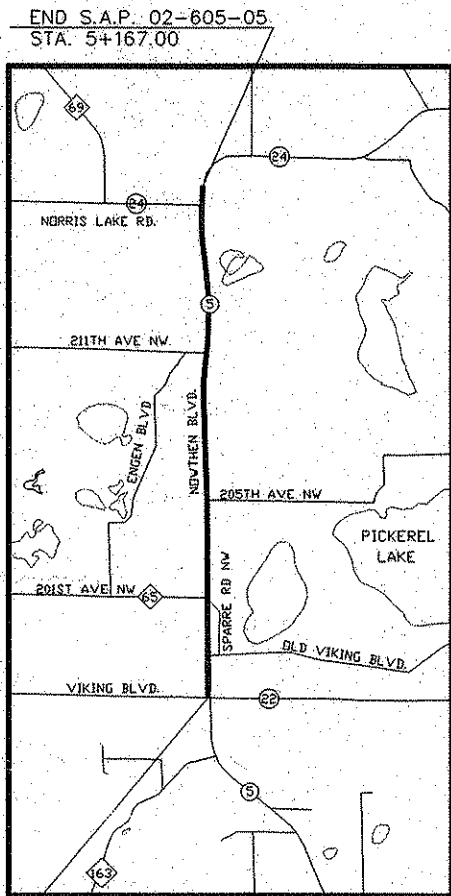 END S.A.P. 02-605-05
STA. 5+167.00
69
24
24
NORRIS LAKE RD.
5
211TH AVE NW.
ENGEN BLVD
NOWTHEN BLVD.
205TH AVE NW
PICKEREL
LAKE
201ST AVE NW
65
SPARRE RD NW
OLD VIKING BLVD.
VIKING BLVD.
22
5
163